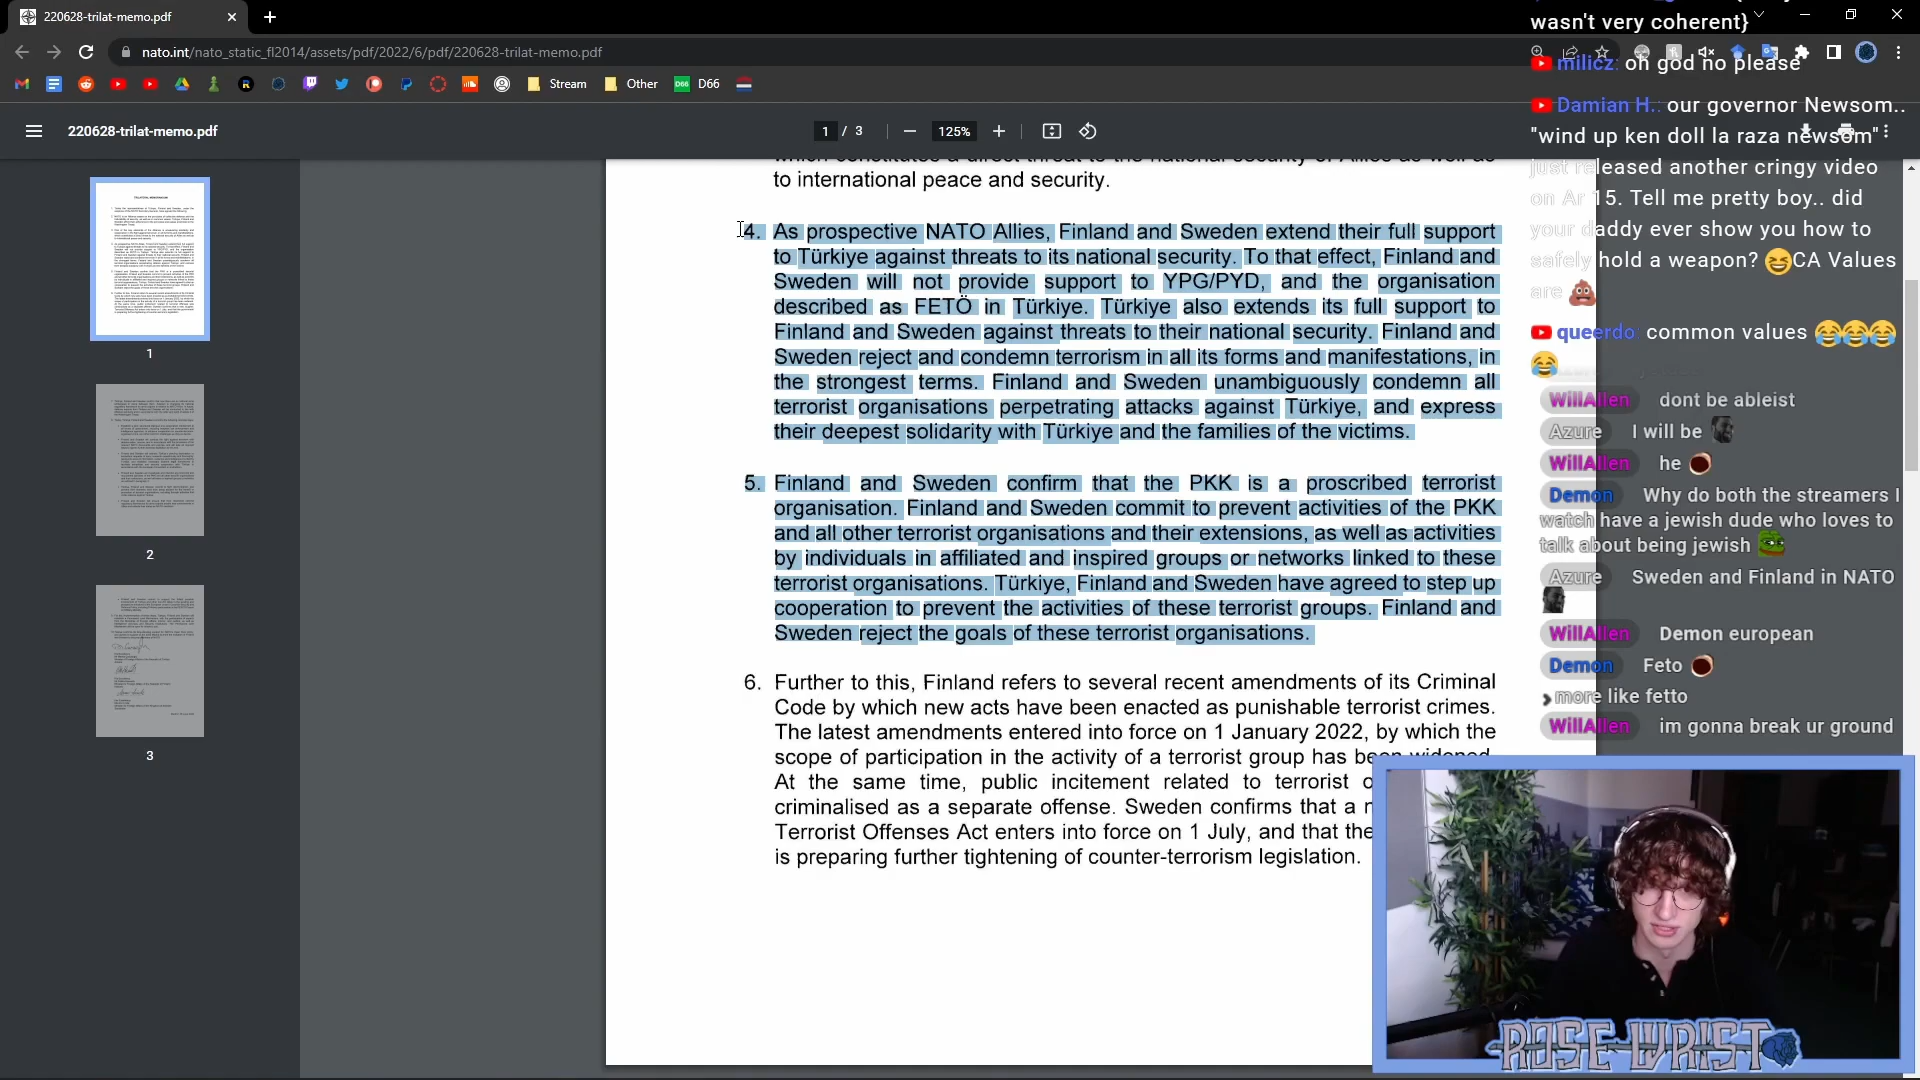 220628-trilat-memo.pdf
nato.int/nato_static_fl2014/assets/pdf/2022/6/pdf/220628-trilat-memo.pdf
Stream
Other
D66
D66
220628-trilat-memo.pdf
1 / 3
125%
1
2
3
to international peace and security.
4. As prospective NATO Allies, Finland and Sweden extend their full support
to Türkiye against threats to its national security. To that effect, Finland and
Sweden will not provide support to YPG/PYD, and the organisation
described as FETÖ in Türkiye. Türkiye also extends its full support to
Finland and Sweden against threats to their national security. Finland and
Sweden reject and condemn terrorism in all its forms and manifestations, in
the strongest terms. Finland and Sweden unambiguously condemn all
terrorist organisations perpetrating attacks against Türkiye, and express
their deepest solidarity with Türkiye and the families of the victims.
5. Finland and Sweden confirm that the PKK is a proscribed terrorist
organisation. Finland and Sweden commit to prevent activities of the PKK
and all other terrorist organisations and their extensions, as well as activities
by individuals in affiliated and inspired groups or networks linked to these
terrorist organisations. Türkiye, Finland and Sweden have agreed to step up
cooperation to prevent the activities of these terrorist groups. Finland and
Sweden reject the goals of these terrorist organisations.
6. Further to this, Finland refers to several recent amendments of its Criminal
Code by which new acts have been enacted as punishable terrorist crimes.
The latest amendments entered into force on 1 January 2022, by which the
scope of participation in the activity of a terrorist group has been widened.
At the same time, public incitement related to terrorist
criminalised as a separate offense. Sweden confirms that a
Terrorist Offenses Act enters into force on 1 July, and that the
is preparing further tightening of counter-terrorism legislation.
wasn't very coherent}
milicz: oh god no please
Damian H.: our governor Newsom..
"wind up ken doll la raza newsom"
just released another cringy video
on Ar 15. Tell me pretty boy.. did
your daddy ever show you how to
safely hold a weapon? 😆CA Values
are 💩
queerdo: common values 😂😂😂
😂
WillAllen dont be ableist
Azure I will be
WillAllen he
Demon Why do both the streamers I
watch have a jewish dude who loves to
talk about being jewish
Azure Sweden and Finland in NATO
WillAllen Demon european
Demon Feto
more like fetto
WillAllen im gonna break ur ground
ROSE WRIST